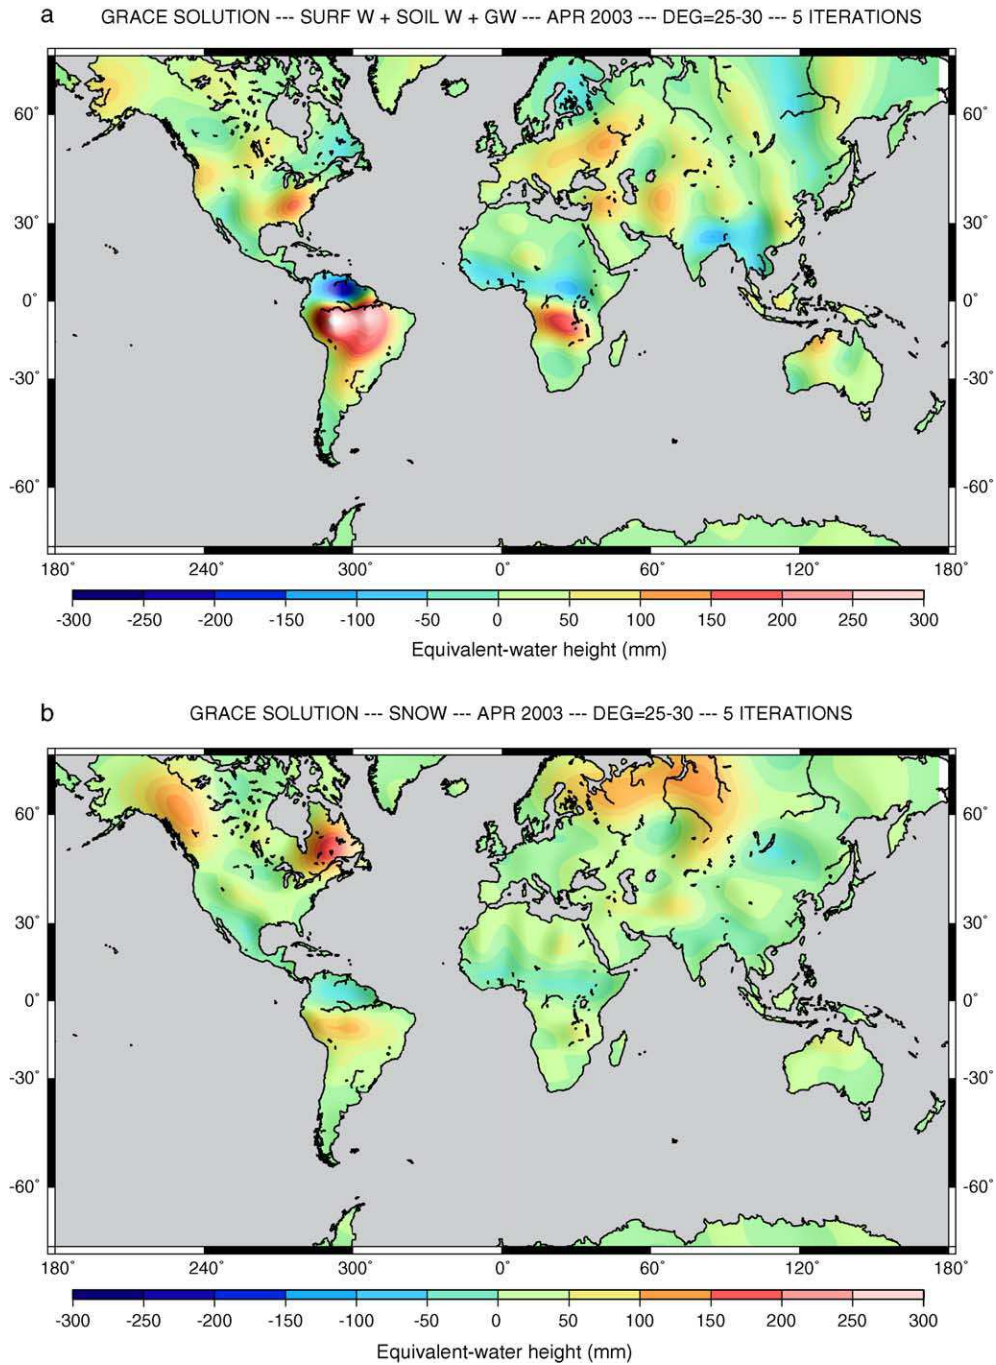 a
GRACE SOLUTION --- SURF W + SOIL W + GW --- APR 2003 --- DEG=25-30 --- 5 ITERATIONS
60˚ 60˚
30˚ 30˚
0˚ 0˚
-30˚ -30˚
-60˚ -60˚
180˚ 240˚ 300˚ 0˚ 60˚ 120˚ 180˚
-300 -250 -200 -150 -100 -50 0 50 100 150 200 250 300
Equivalent-water height (mm)
b
GRACE SOLUTION --- SNOW --- APR 2003 --- DEG=25-30 --- 5 ITERATIONS
60˚ 60˚
30˚ 30˚
0˚ 0˚
-30˚ -30˚
-60˚ -60˚
180˚ 240˚ 300˚ 0˚ 60˚ 120˚ 180˚
-300 -250 -200 -150 -100 -50 0 50 100 150 200 250 300
Equivalent-water height (mm)